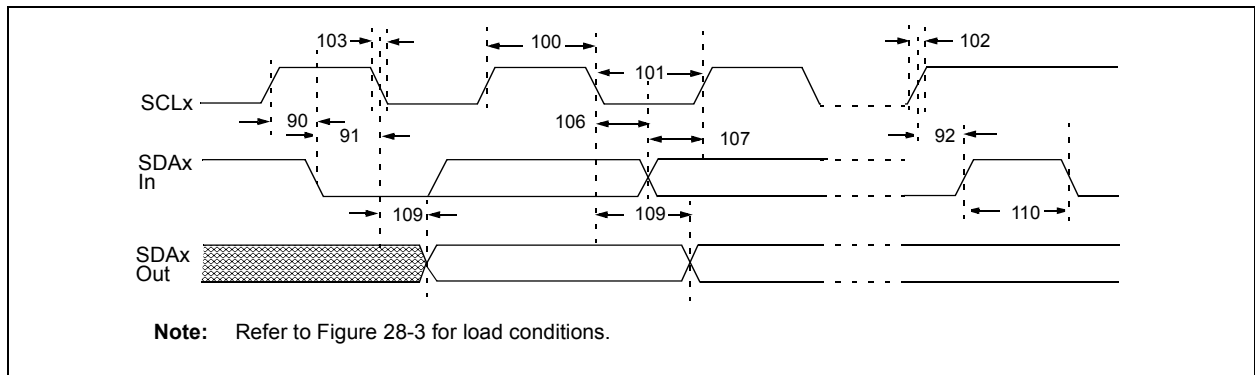 103
100
101
102
SCLx
90
91
106
107
92
SDAx
In
109
109
110
SDAx
Out
Note: Refer to Figure 28-3 for load conditions.